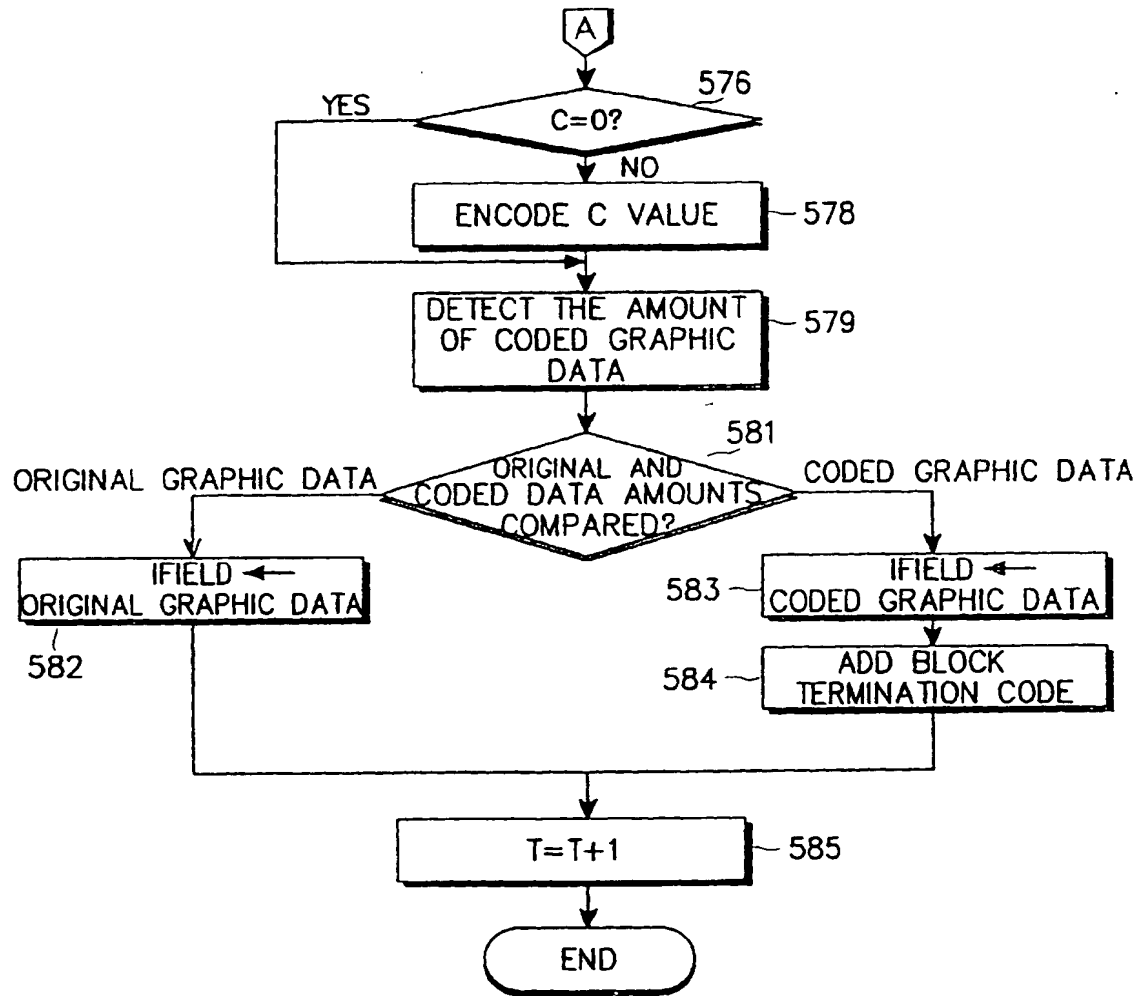 A
576
YES
C=0?
NO
ENCODE C VALUE
578
DETECT THE AMOUNT
OF CODED GRAPHIC
DATA
579
581
ORIGINAL GRAPHIC DATA
ORIGINAL AND
CODED DATA AMOUNTS
COMPARED?
CODED GRAPHIC DATA
IFIELD ←
ORIGINAL GRAPHIC DATA
582
IFIELD ←
CODED GRAPHIC DATA
583
ADD BLOCK
TERMINATION CODE
584
T=T+1
585
END